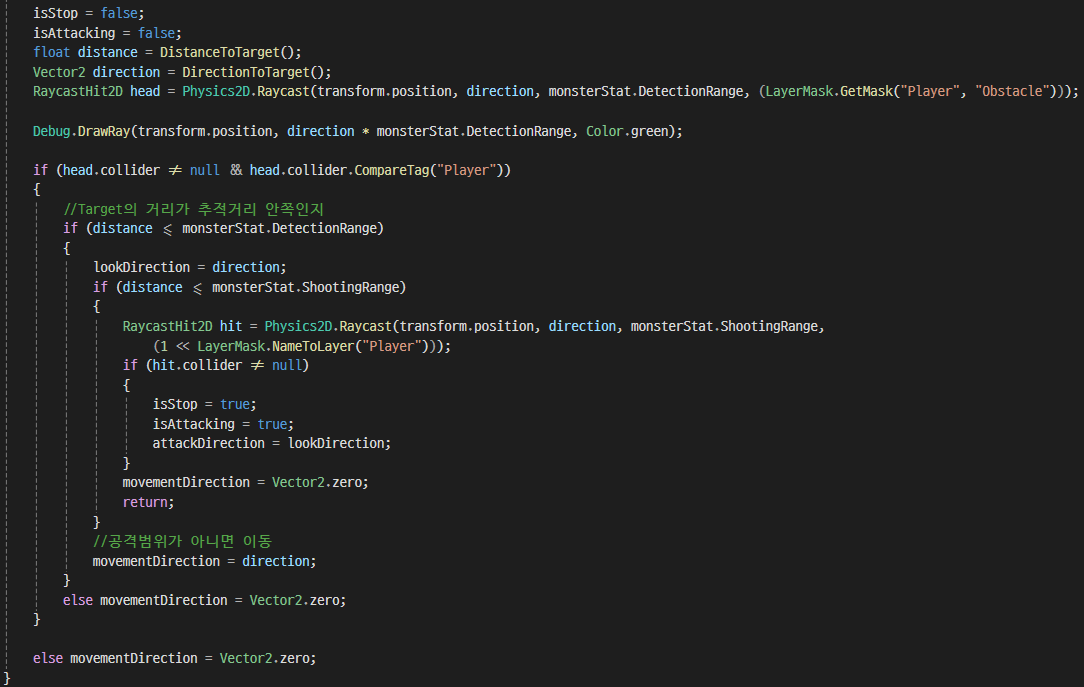 isStop = false;
isAttacking = false;
float distance = DistanceToTarget();
Vector2 direction = DirectionToTarget();
RaycastHit2D head = Physics2D.Raycast(transform.position, direction, monsterStat.DetectionRange, (LayerMask.GetMask("Player", "Obstacle")));
Debug.DrawRay(transform.position, direction * monsterStat.DetectionRange, Color.green);
if (head.collider ≠ null && head.collider.CompareTag("Player"))
{
//Target의 거리가 추적거리 안쪽인지
if (distance ⩽ monsterStat.DetectionRange)
{
lookDirection = direction;
if (distance ⩽ monsterStat.ShootingRange)
{
RaycastHit2D hit = Physics2D.Raycast(transform.position, direction, monsterStat.ShootingRange,
(1 << LayerMask.NameToLayer("Player")));
if (hit.collider ≠ null)
{
isStop = true;
isAttacking = true;
attackDirection = lookDirection;
}
movementDirection = Vector2.zero;
return;
}
//공격범위가 아니면 이동
movementDirection = direction;
}
else movementDirection = Vector2.zero;
}
else movementDirection = Vector2.zero;
}